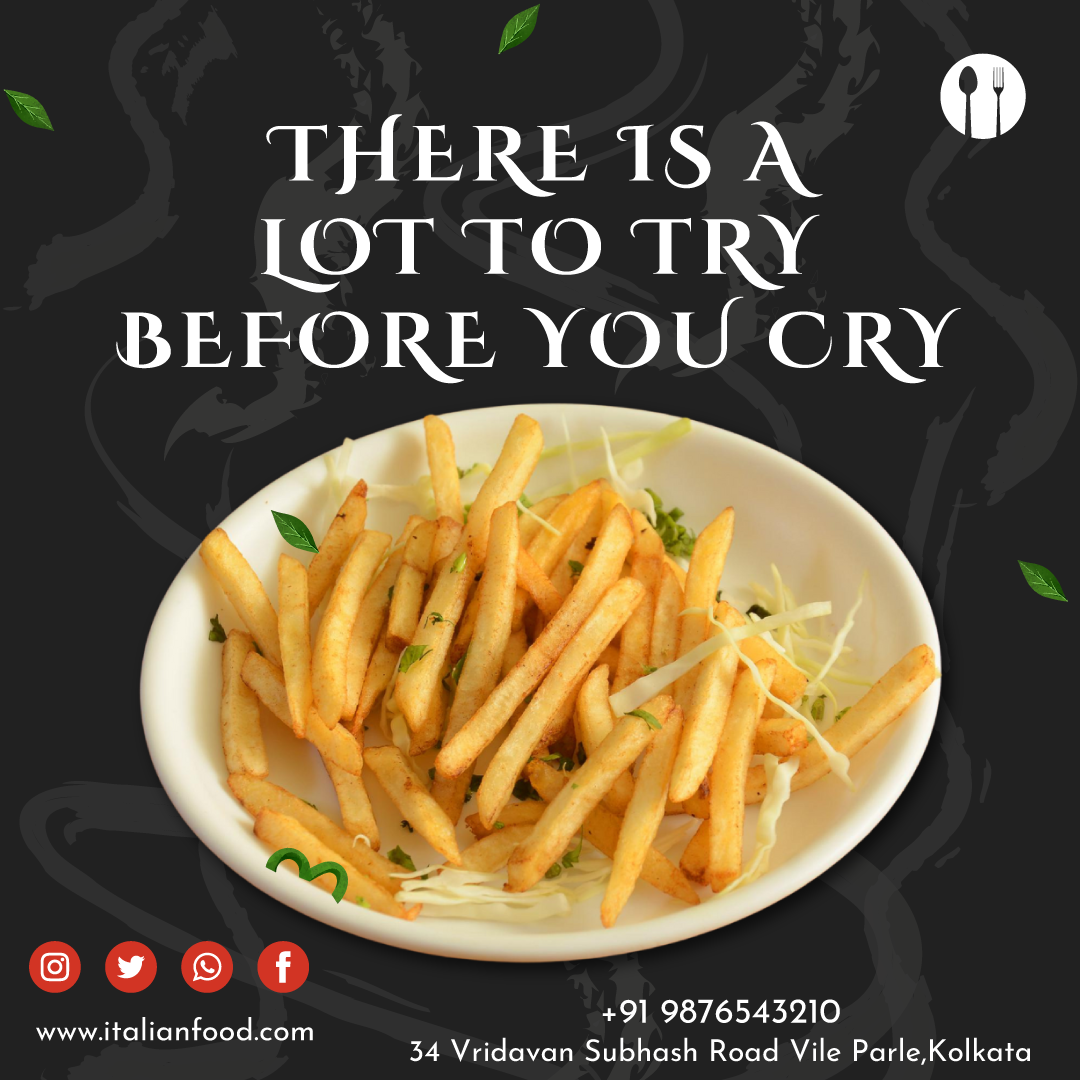 THERE IS A
LOT TO TRY
BEFORE YOU CRY
www.italianfood.com
+91 9876543210
34 Vridavan Subhash Road Vile Parle,Kolkata